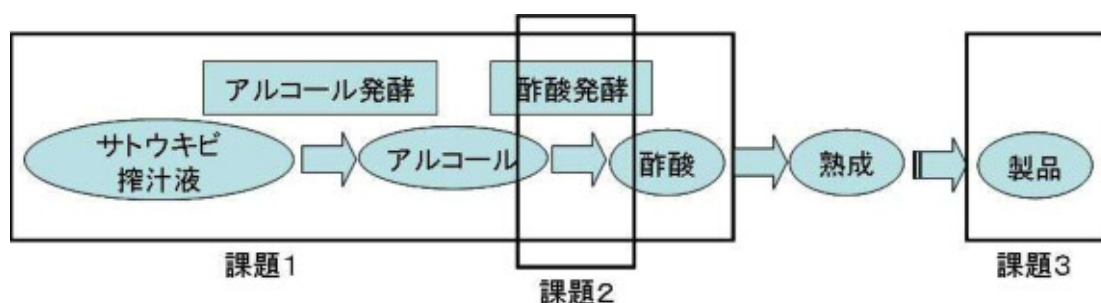 アルコール発酵
酢酸発酵
サトウキビ
搾汁液
アルコール
酢酸
熟成
製品
課題1
課題2
課題3